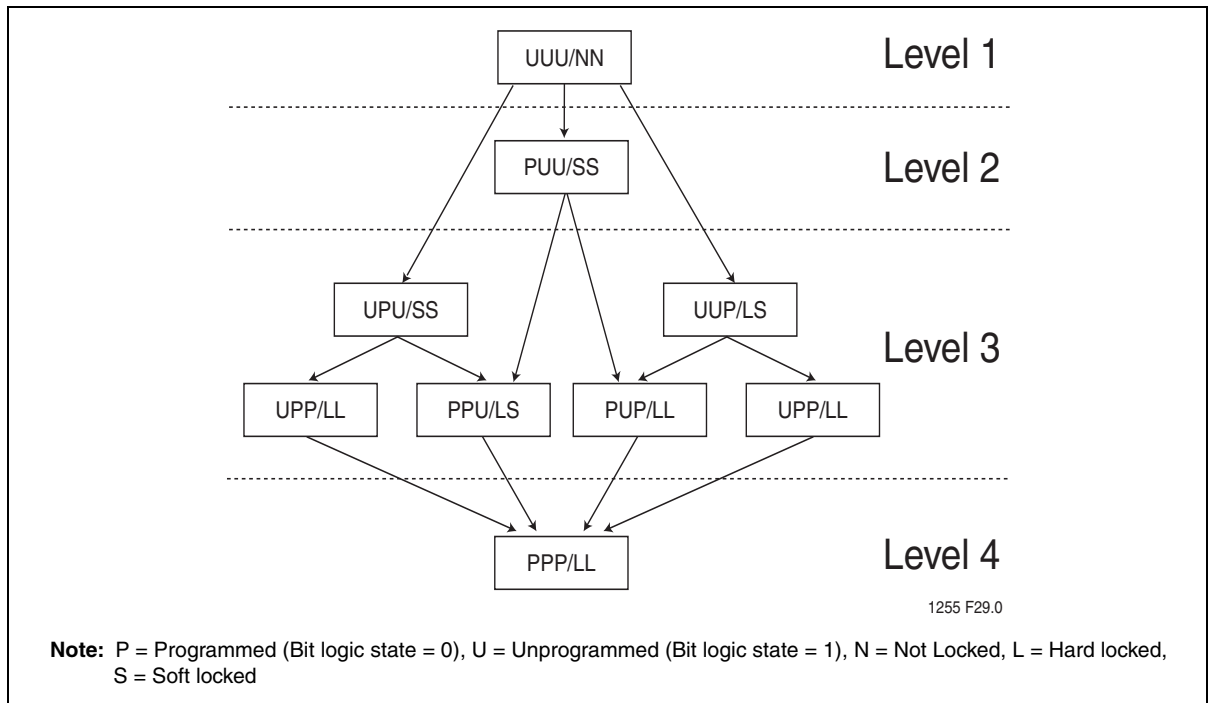 UUU/NN
Level 1
PUU/SS
Level 2
UPU/SS
UUP/LS
Level 3
UPP/LL
PPU/LS
PUP/LL
UPP/LL
PPP/LL
Level 4
1255 F29.0
Note: P = Programmed (Bit logic state = 0), U = Unprogrammed (Bit logic state = 1), N = Not Locked, L = Hard locked,
S = Soft locked